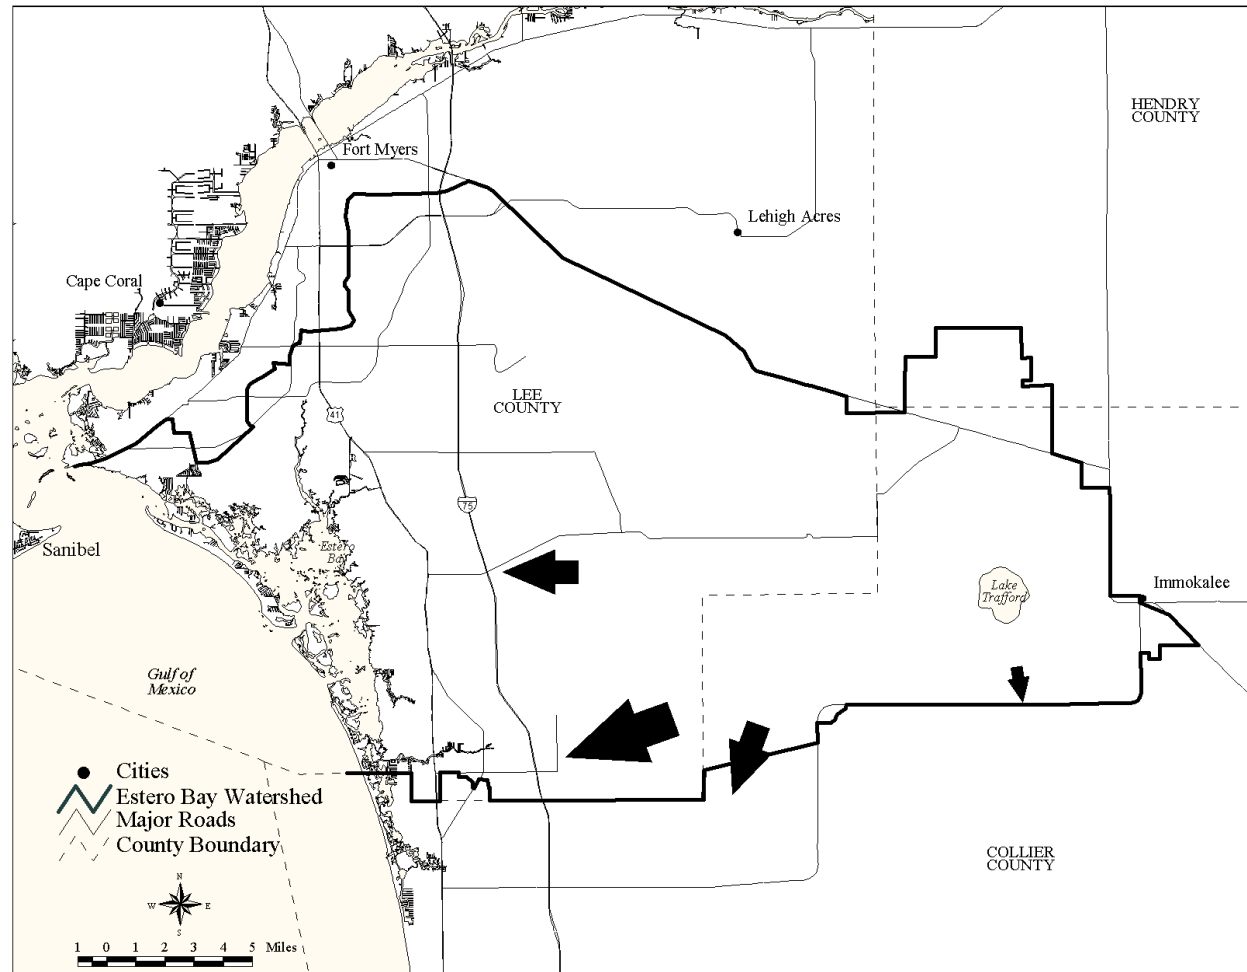 HENDRY
COUNTY
Fort Myers
Lehigh Acres
Cape Coral
LEE
COUNTY
41
75
Sanibel
Estero
Bay
Lake
Trafford
Immokalee
Gulf of
Mexico
Cities
Estero Bay Watershed
Major Roads
County Boundary
COLLIER
COUNTY
N
W E
S
1 0 1 2 3 4 5 Miles